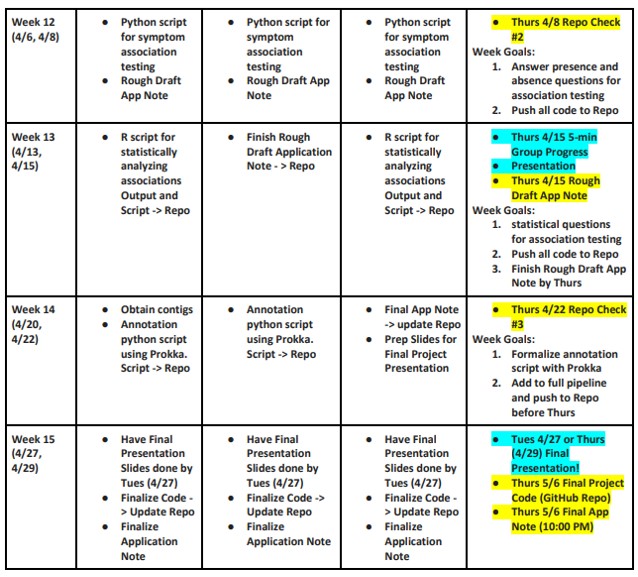 Week 12
(4/6, 4/8)
● Python script
for symptom
association
testing
● Rough Draft
App Note
● Python script for
symptom
association
testing
● Rough Draft App
Note
● Python script
for symptom
association
testing
● Rough Draft
App Note
● Thurs 4/8 Repo Check
#2
Week Goals:
1. Answer presence and
absence questions for
association testing
2. Push all code to Repo
Week 13
(4/13,
4/15)
● R script for
statistically
analyzing
associations
Output and
Script -> Repo
● Finish Rough
Draft Application
Note - > Repo
● R script for
statistically
analyzing
associations
Output and
Script -> Repo
● Thurs 4/15 5-min
Group Progress
● Presentation
● Thurs 4/15 Rough
Draft App Note
Week Goals:
1. statistical questions
for association testing
2. Push all code to Repo
3. Finish Rough Draft App
Note by Thurs
Week 14
(4/20,
4/22)
● Obtain contigs
● Annotation
python script
using Prokka.
Script -> Repo
● Annotation
python script
using Prokka.
Script -> Repo
● Final App Note
-> update Repo
● Prep Slides for
Final Project
Presentation
● Thurs 4/22 Repo Check
#3
Week Goals:
1. Formalize annotation
script with Prokka
2. Add to full pipeline
and push to Repo
before Thurs
Week 15
(4/27,
4/29)
● Have Final
Presentation
Slides done by
Tues (4/27)
● Finalize Code -
> Update Repo
● Finalize
Application
Note
● Have Final
Presentation
Slides done by
Tues (4/27)
● Finalize Code ->
Update Repo
● Finalize
Application Note
● Have Final
Presentation
Slides done by
Tues (4/27)
● Finalize Code -
> Update Repo
● Finalize
Application
Note
● Tues 4/27 or Thurs
(4/29) Final
Presentation!
● Thurs 5/6 Final Project
Code (GitHub Repo)
● Thurs 5/6 Final App
Note (10:00 PM)